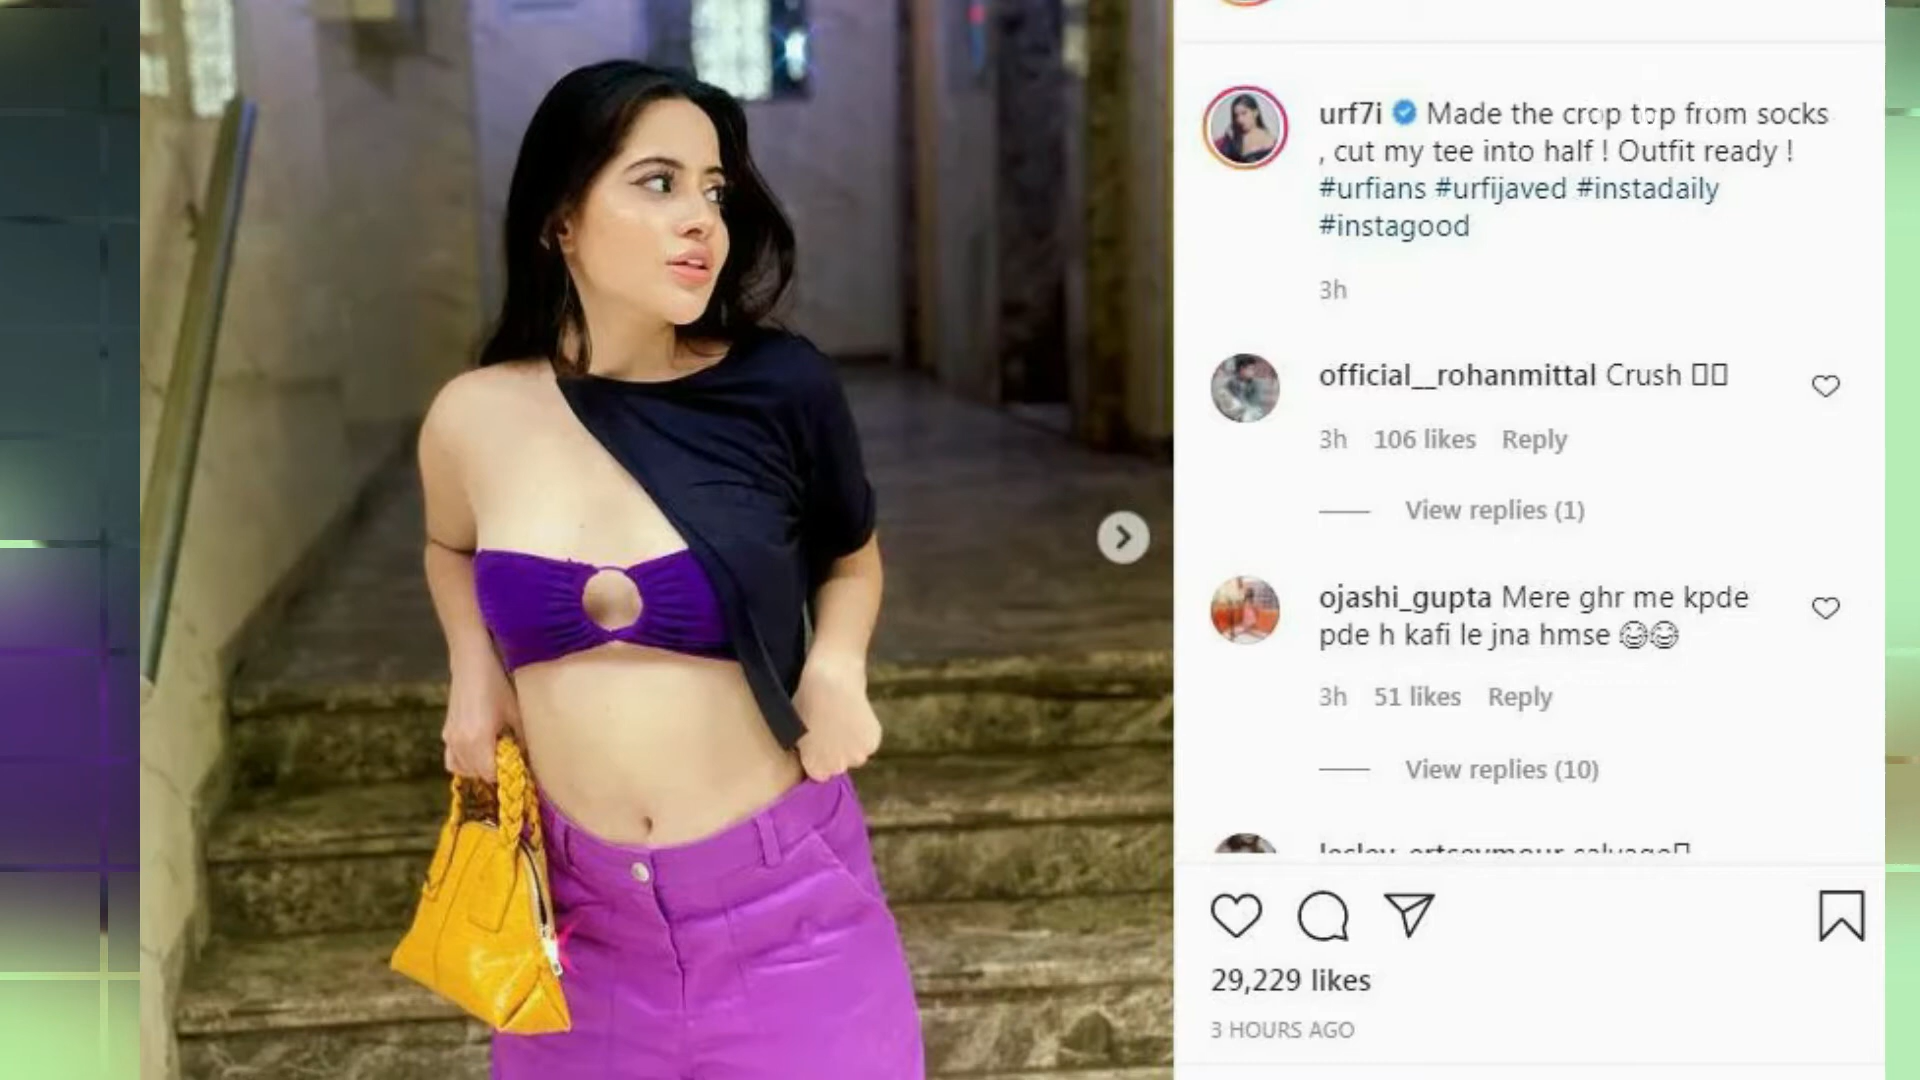 urf7i Made the crop top from socks
, cut my tee into half ! Outfit ready !
#urfians #urfijaved #instadaily
#instagood
3h
official__rohanmittal Crush
3h 106 likes Reply
View replies (1)
ojashi_gupta Mere ghr me kpde
pde h kafi le jna hmse 😂😂
3h 51 likes Reply
View replies (10)
29,229 likes
3 HOURS AGO